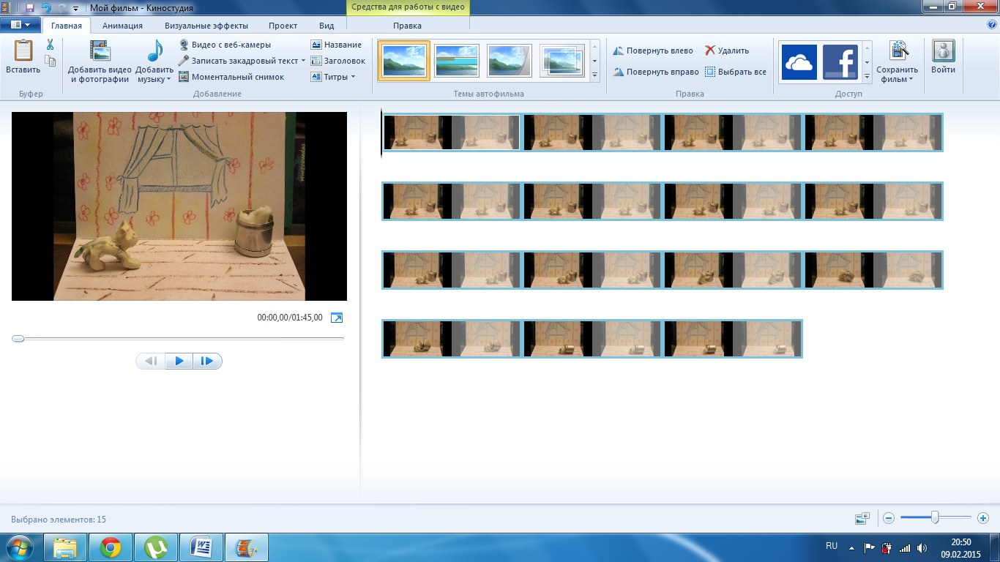 Мой фильм - Киностудия
Средства для работы с видео
Главная
Анимация
Визуальные эффекты
Проект
Вид
Правка
Вставить
Добавить видео
и фотографии
Добавить
музыку
Видео с веб-камеры
Записать закадровый текст
Моментальный снимок
Название
Заголовок
Титры
Повернуть влево
Повернуть вправо
Удалить
Выбрать все
Сохранить
фильм
Войти
Буфер
Добавление
Темы автофильма
Правка
Доступ
00:00,00/01:45,00
Выбрано элементов: 15
RU
20:50
09.02.2015